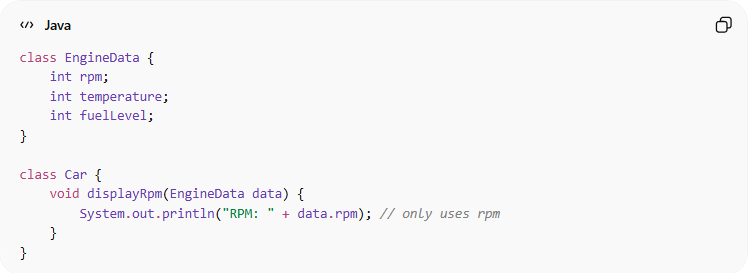 Java
class EngineData {
    int rpm;
    int temperature;
    int fuelLevel;
}
class Car {
    void displayRpm(EngineData data) {
        System.out.println("RPM: " + data.rpm); // only uses rpm
    }
}